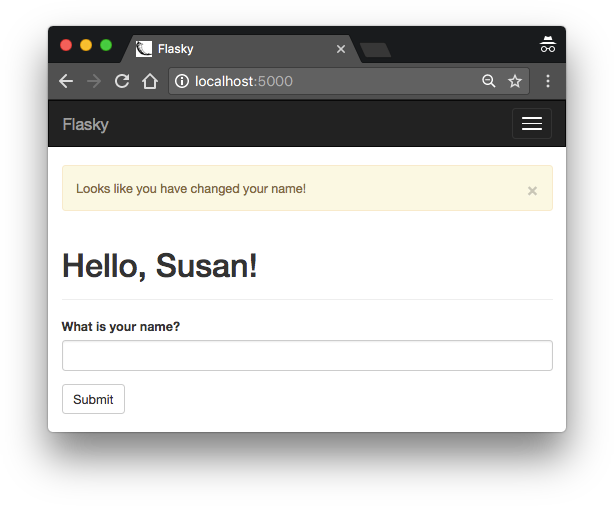 Flasky
localhost:5000
Flasky
Looks like you have changed your name!
Hello, Susan!
What is your name?
Submit